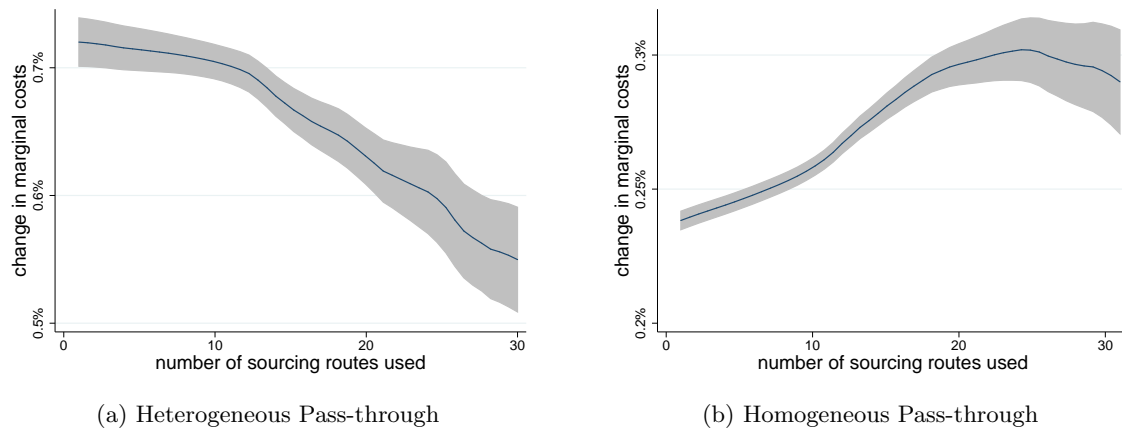 change in marginal costs
0.7%
0.6%
0.5%
0 10 20 30
number of sourcing routes used
(a) Heterogeneous Pass-through
change in marginal costs
0.3%
0.25%
0.2%
0 10 20 30
number of sourcing routes used
(b) Homogeneous Pass-through